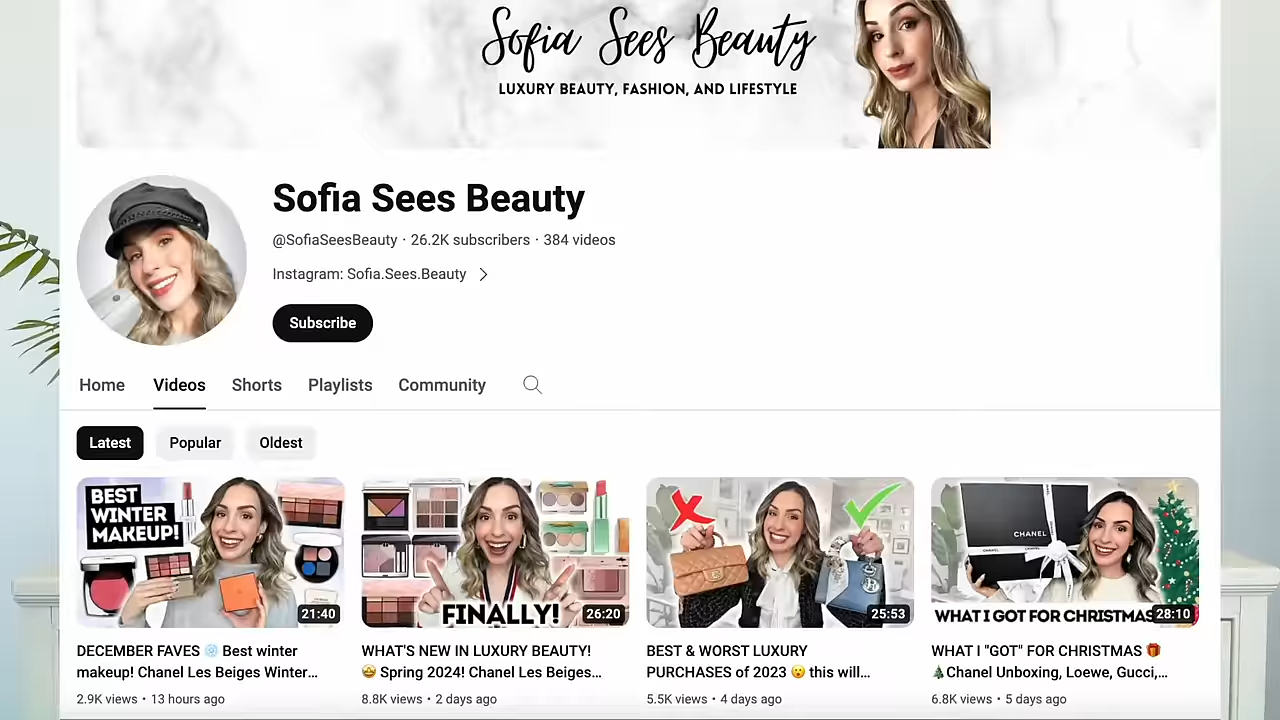 Sofia Sees Beauty
LUXURY BEAUTY, FASHION, AND LIFESTYLE
Sofia Sees Beauty
@SofiaSeesBeauty · 26.2K subscribers · 384 videos
Instagram: Sofia.Sees.Beauty
Subscribe
Home Videos Shorts Playlists Community
Latest Popular Oldest
BEST
WINTER
MAKEUP!
21:40
FINALLY!
26:20
25:53
CHANEL
WHAT I GOT FOR CHRISTMAS
28:10
DECEMBER FAVES ❄️ Best winter
makeup! Chanel Les Beiges Winter…
2.9K views · 13 hours ago
WHAT'S NEW IN LUXURY BEAUTY!
🤩 Spring 2024! Chanel Les Beiges…
8.8K views · 2 days ago
BEST & WORST LUXURY
PURCHASES of 2023 😮 this will…
5.5K views · 4 days ago
WHAT I "GOT" FOR CHRISTMAS 🎁
🎄Chanel Unboxing, Loewe, Gucci,…
6.8K views · 5 days ago